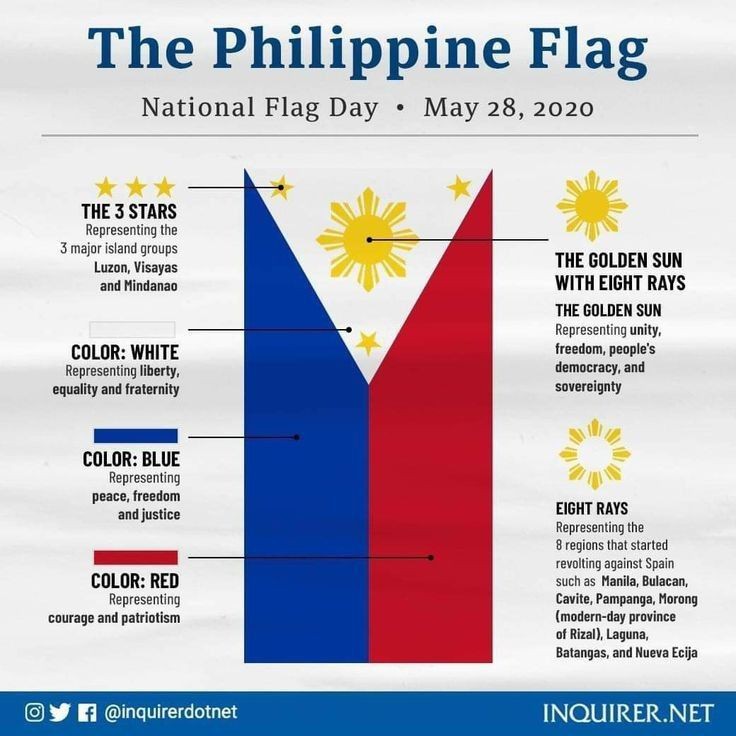 The Philippine Flag
National Flag Day • May 28, 2020
THE 3 STARS
Representing the
3 major island groups
Luzon, Visayas
and Mindanao
COLOR: WHITE
Representing liberty,
equality and fraternity
COLOR: BLUE
Representing
peace, freedom
and justice
COLOR: RED
Representing
courage and patriotism
THE GOLDEN SUN
WITH EIGHT RAYS
THE GOLDEN SUN
Representing unity,
freedom, people's
democracy, and
sovereignty
EIGHT RAYS
Representing the
8 regions that started
revolting against Spain
such as Manila, Bulacan,
Cavite, Pampanga, Morong
(modern-day province
of Rizal), Laguna,
Batangas, and Nueva Ecija
@inquirerdotnet
INQUIRER.NET